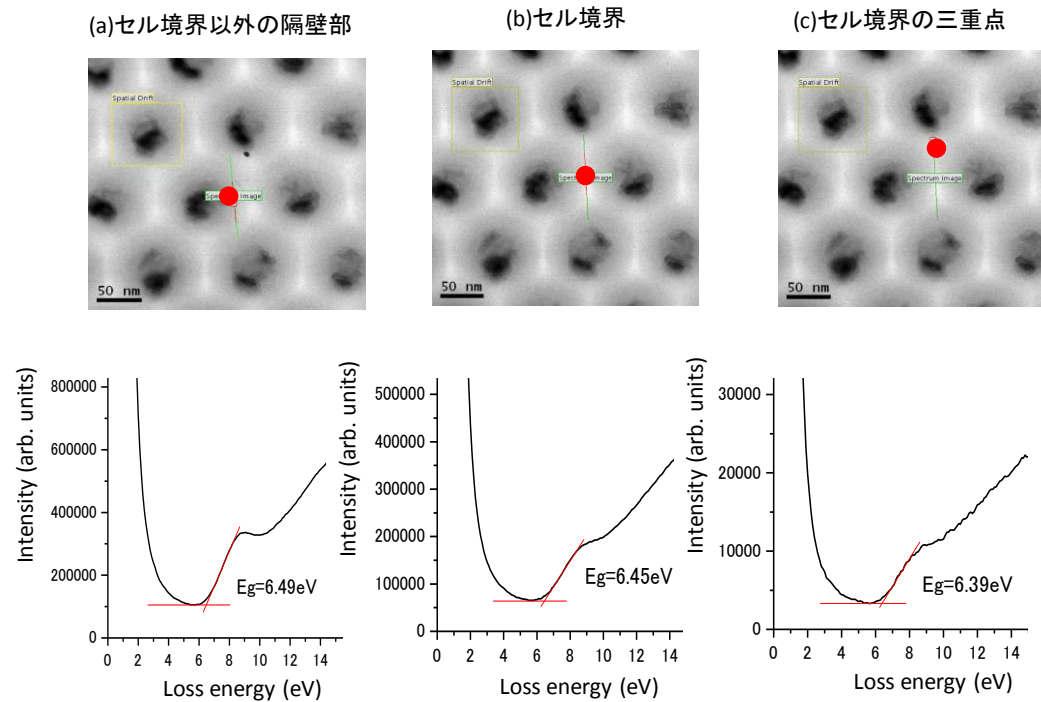 (a)セル境界以外の隔壁部
(b)セル境界
(c)セル境界の三重点
Spatial Drift
Image
50 nm
Spatial Drift
Image
50 nm
Spatial Drift
Spectrum Image
50 nm
Intensity (arb. units)
800000
600000
400000
200000
0
Eg=6.49eV
0 2 4 6 8 10 12 14
Loss energy (eV)
Intensity (arb. units)
500000
400000
300000
200000
100000
0
Eg=6.45eV
0 2 4 6 8 10 12 14
Loss energy (eV)
Intensity (arb. units)
30000
20000
10000
0
Eg=6.39eV
0 2 4 6 8 10 12 14
Loss energy (eV)